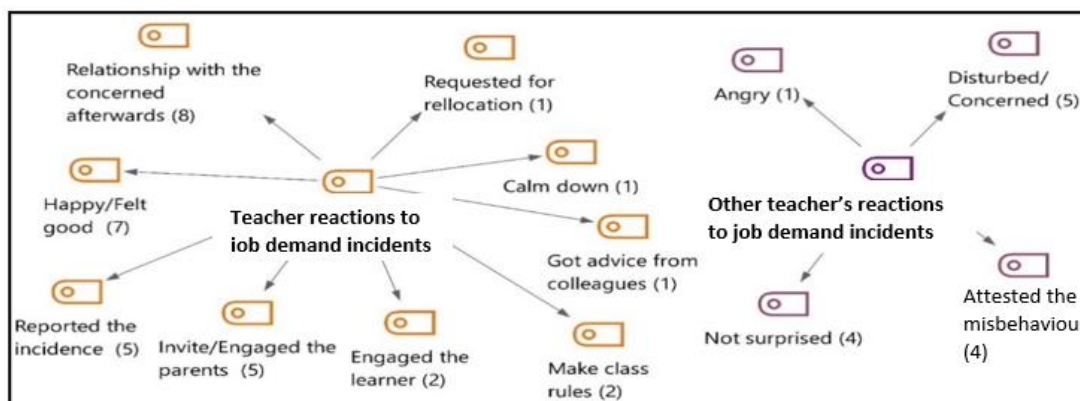 Relationship with the
concerned
afterwards (8)
Requested for
rellocation (1)
Happy/Felt
good (7)
Calm down (1)
Teacher reactions to
iob demand incidents
Got advice from
colleagues (1)
Reported the
incidence (5)
Invite/Engaged the
parents (5)
Engaged the
learner (2)
Make class
rules (2)
Angry (1)
Disturbed/
Concerned (5)
Other teacher’s reactions
to job demand incidents
Not surprised (4)
Attested the
misbehaviou
(4)